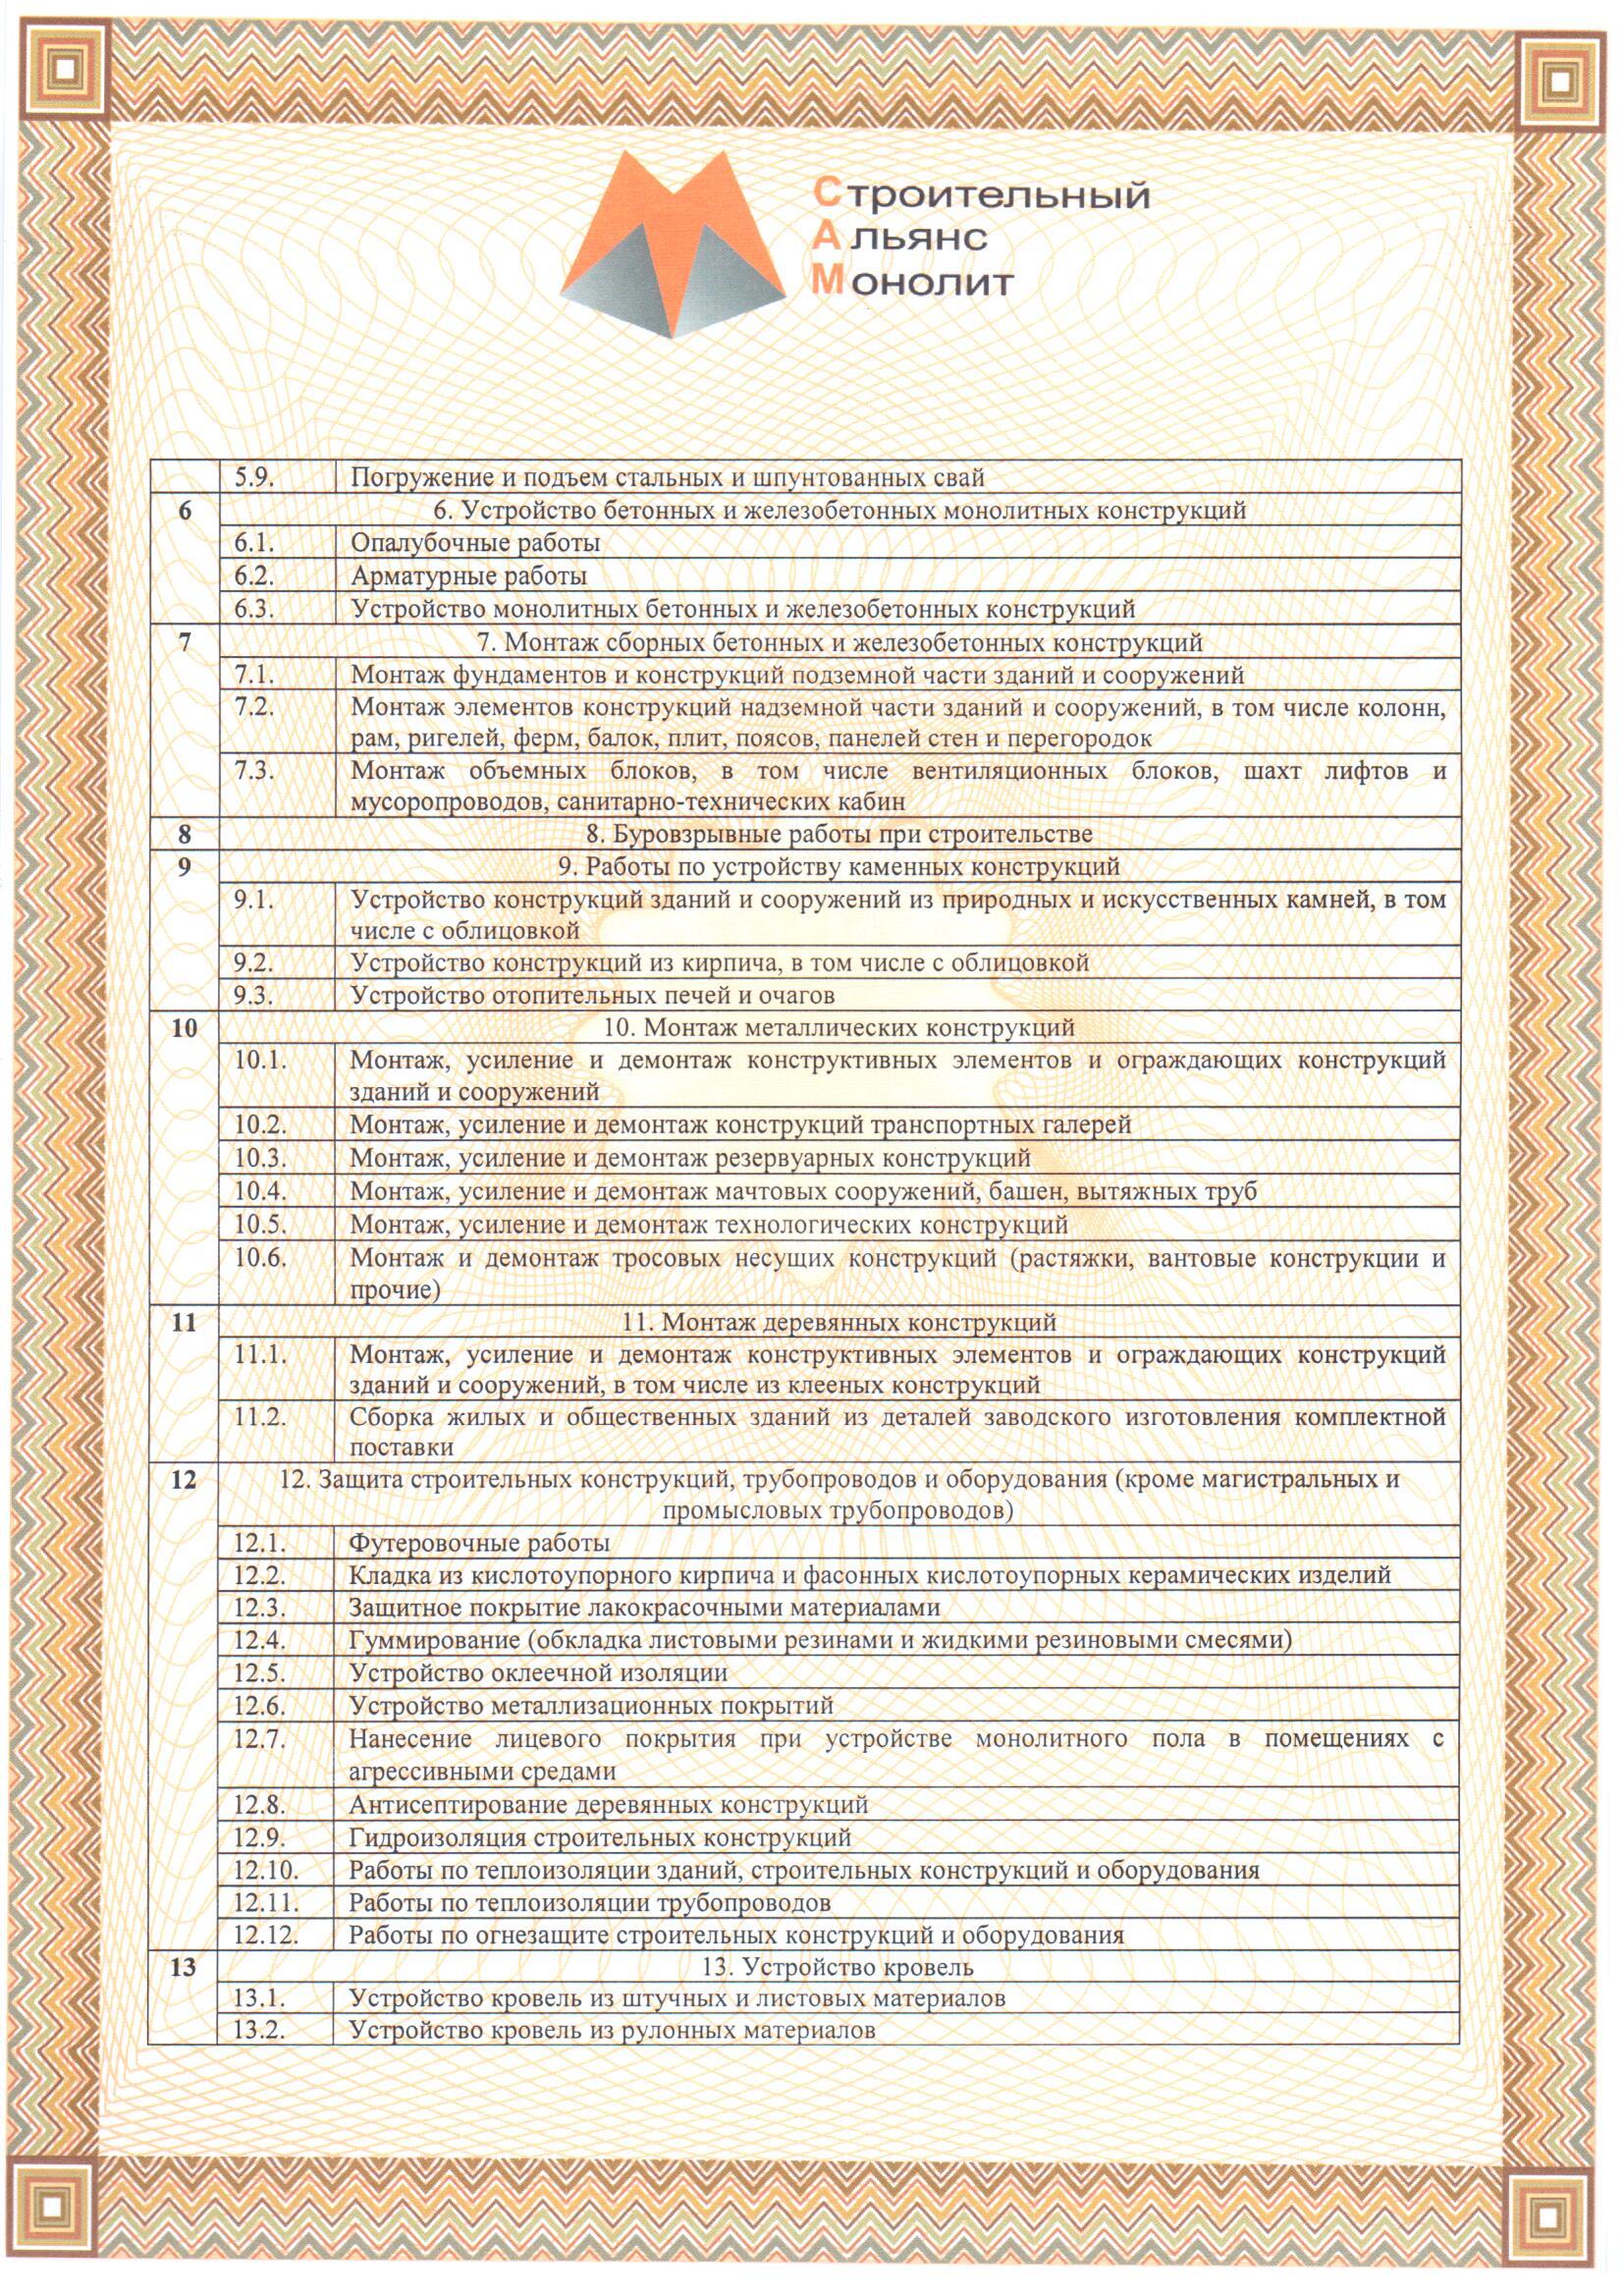 Строительный
Альянс
Монолит
5.9. Погружение и подъем стальных и шпунтованных свай
6 6. Устройство бетонных и железобетонных монолитных конструкций
6.1. Опалубочные работы
6.2. Арматурные работы
6.3. Устройство монолитных бетонных и железобетонных конструкций
7 7. Монтаж сборных бетонных и железобетонных конструкций
7.1. Монтаж фундаментов и конструкций подземной части зданий и сооружений
7.2. Монтаж элементов конструкций надземной части зданий и сооружений, в том числе колонн,
рам, ригелей, ферм, балок, плит, поясов, панелей стен и перегородок
7.3. Монтаж объемных блоков, в том числе вентиляционных блоков, шахт лифтов и
мусоропроводов, санитарно-технических кабин
8 8. Буровзрывные работы при строительстве
9 9. Работы по устройству каменных конструкций
9.1. Устройство конструкций зданий и сооружений из природных и искусственных камней, в том
числе с облицовкой
9.2. Устройство конструкций из кирпича, в том числе с облицовкой
9.3. Устройство отопительных печей и очагов
10 10. Монтаж металлических конструкций
10.1. Монтаж, усиление и демонтаж конструктивных элементов и ограждающих конструкций
зданий и сооружений
10.2. Монтаж, усиление и демонтаж конструкций транспортных галерей
10.3. Монтаж, усиление и демонтаж резервуарных конструкций
10.4. Монтаж, усиление и демонтаж мачтовых сооружений, башен, вытяжных труб
10.5. Монтаж, усиление и демонтаж технологических конструкций
10.6. Монтаж и демонтаж тросовых несущих конструкций (растяжки, вантовые конструкции и
прочие)
11 11. Монтаж деревянных конструкций
11.1. Монтаж, усиление и демонтаж конструктивных элементов и ограждающих конструкций
зданий и сооружений, в том числе из клееных конструкций
11.2. Сборка жилых и общественных зданий из деталей заводского изготовления комплектной
поставки
12 12. Защита строительных конструкций, трубопроводов и оборудования (кроме магистральных и
промысловых трубопроводов)
12.1. Футеровочные работы
12.2. Кладка из кислотоупорного кирпича и фасонных кислотоупорных керамических изделий
12.3. Защитное покрытие лакокрасочными материалами
12.4. Гуммирование (обкладка листовыми резинами и жидкими резиновыми смесями)
12.5. Устройство оклеечной изоляции
12.6. Устройство металлизационных покрытий
12.7. Нанесение лицевого покрытия при устройстве монолитного пола в помещениях с
агрессивными средами
12.8. Антисептирование деревянных конструкций
12.9. Гидроизоляция строительных конструкций
12.10. Работы по теплоизоляции зданий, строительных конструкций и оборудования
12.11. Работы по теплоизоляции трубопроводов
12.12. Работы по огнезащите строительных конструкций и оборудования
13 13. Устройство кровель
13.1. Устройство кровель из штучных и листовых материалов
13.2. Устройство кровель из рулонных материалов